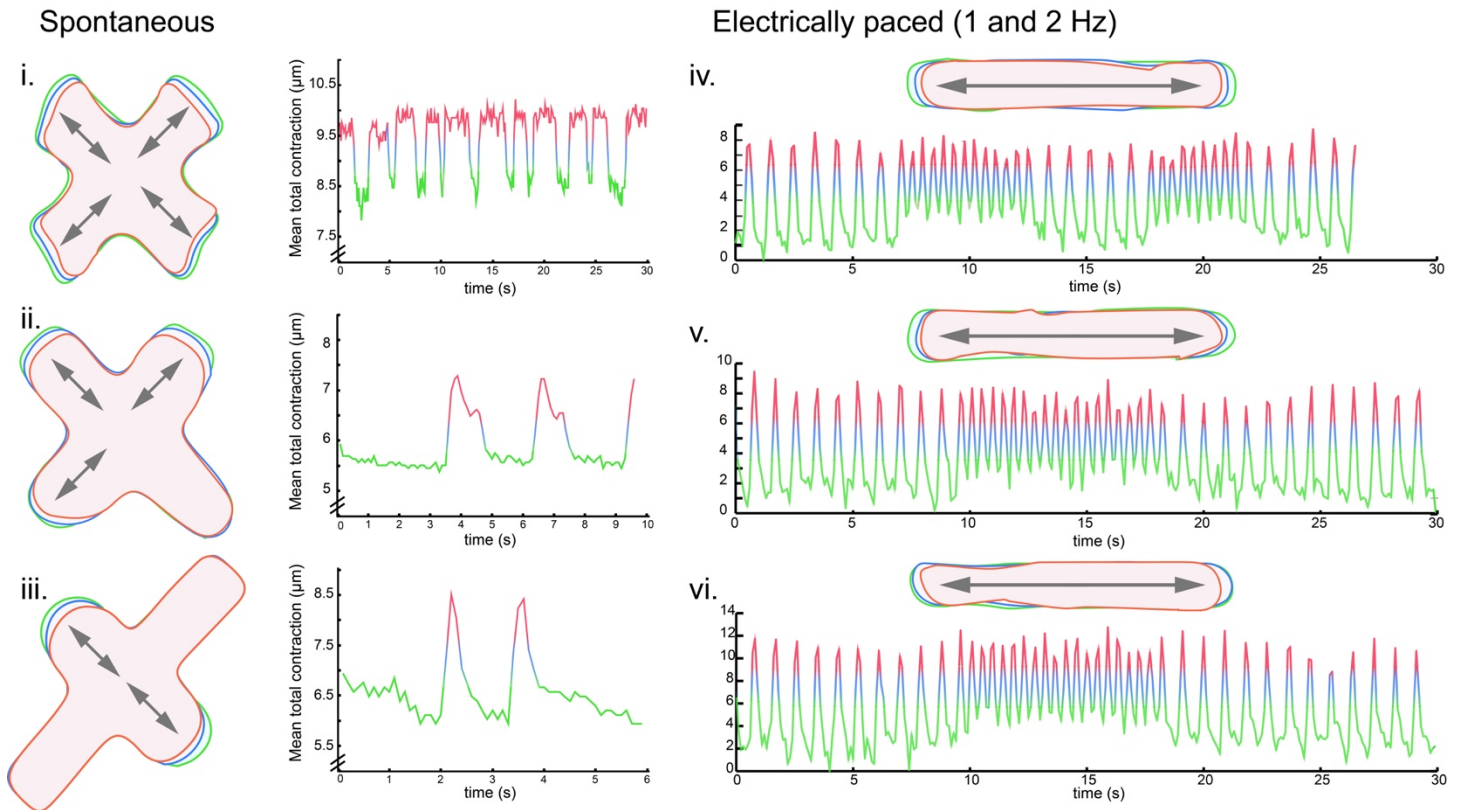 Spontaneous
Electrically paced (1 and 2 Hz)
i.
Mean total contraction (µm)
10.5
9.5
8.5
7.5
0 5 10 15 20 25 30
time (s)
ii.
Mean total contraction (µm)
8
7
6
5
0 1 2 3 4 5 6 7 8 9 10
time (s)
iii.
Mean total contraction (µm)
8.5
7.5
6.5
5.5
0 1 2 3 4 5 6
time (s)
iv.
8
6
4
2
0
0 5 10 15 20 25 30
time (s)
v.
10
8
6
4
2
0
0 5 10 15 20 25 30
time (s)
vi.
14
12
10
8
6
4
2
0
0 5 10 15 20 25 30
time (s)